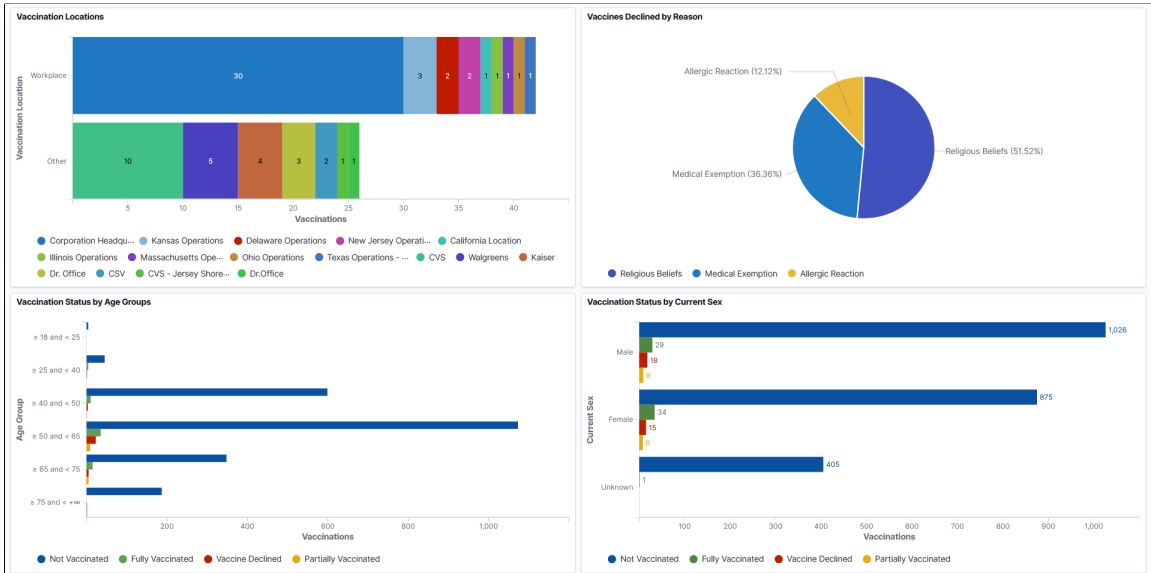 Vaccination Locations
Vaccination Location
Workplace
30 3 2 2 1 1 1 1 1
Other
10 5 4 3 2 1 1
5 10 15 20 25 30 35 40
Vaccinations
Corporation Headqu... Kansas Operations Delaware Operations New Jersey Operati... California Location
Illinois Operations Massachusetts Ope... Ohio Operations Texas Operations - ... CVS Walgreens Kaiser
Dr. Office CSV CVS - Jersey Shore... Dr.Office
Vaccines Declined by Reason
Allergic Reaction (12.12%)
Religious Beliefs (51.52%)
Medical Exemption (36.36%)
Religious Beliefs Medical Exemption Allergic Reaction
Vaccination Status by Age Groups
Age Group
≥ 18 and < 25
≥ 25 and < 40
≥ 40 and < 50
≥ 50 and < 65
≥ 65 and < 75
≥ 75 and < +∞
200 400 600 800 1,000
Vaccinations
Not Vaccinated Fully Vaccinated Vaccine Declined Partially Vaccinated
Vaccination Status by Current Sex
Current Sex
1,026
29
Male
18
9
875
34
Female
15
8
405
Unknown
1
100 200 300 400 500 600 700 800 900 1,000
Vaccinations
Not Vaccinated Fully Vaccinated Vaccine Declined Partially Vaccinated